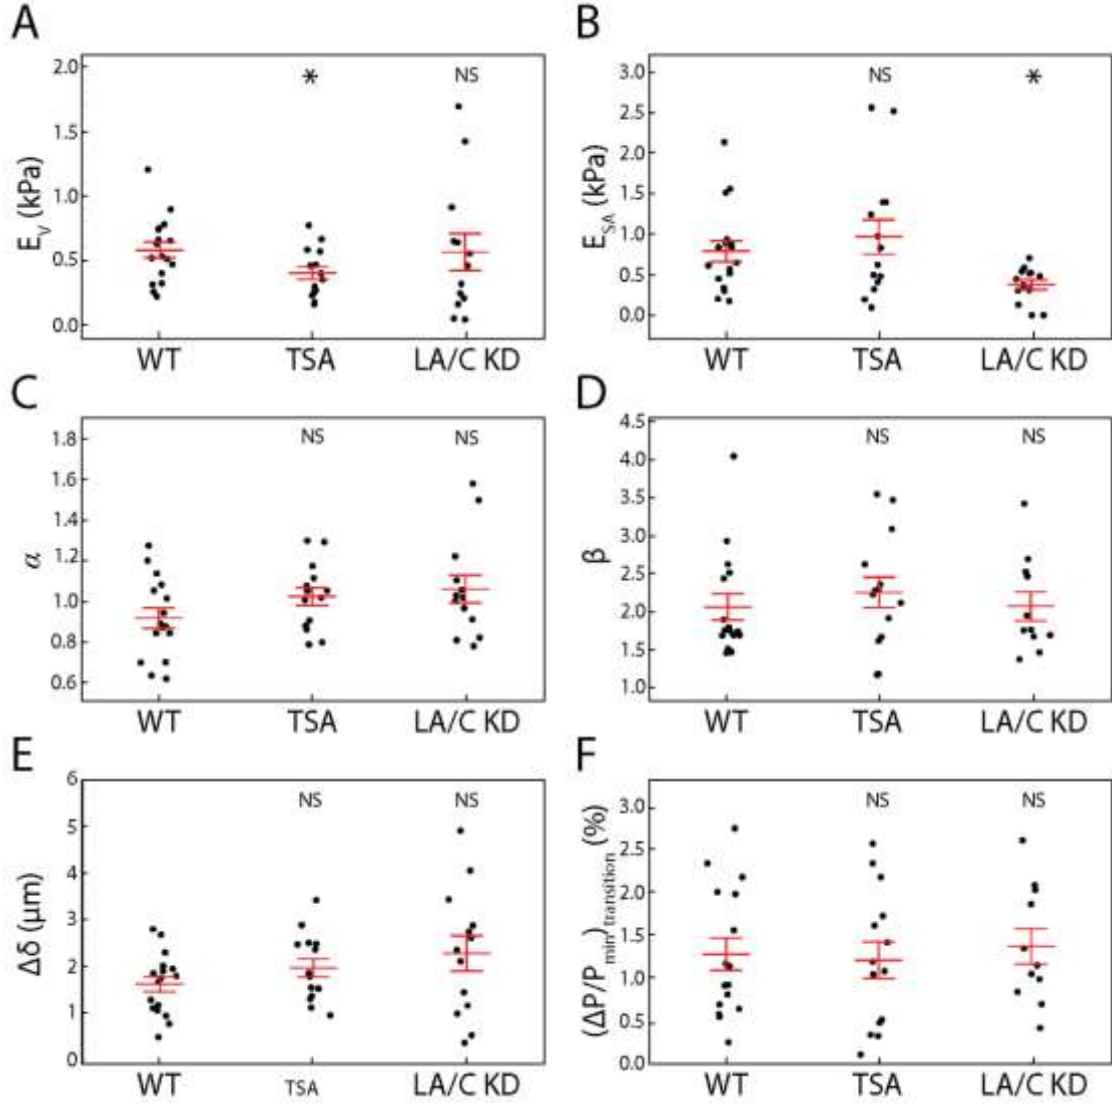 A
B
2.0
1.5
1.0
0.5
0.0
E_V (kPa)
*
NS
WT
TSA
LA/C KD
3.0
2.5
2.0
1.5
1.0
0.5
0.0
E_SA (kPa)
NS
*
WT
TSA
LA/C KD
C
D
1.8
1.6
1.4
1.2
1.0
0.8
0.6
α
NS
NS
WT
TSA
LA/C KD
4.5
4.0
3.5
3.0
2.5
2.0
1.5
1.0
β
NS
NS
WT
TSA
LA/C KD
E
F
6
5
4
3
2
1
0
Δδ (μm)
NS
NS
WT
TSA
LA/C KD
3.0
2.5
2.0
1.5
1.0
0.5
0.0
(ΔP/P_min)_transition (%)
NS
NS
WT
TSA
LA/C KD